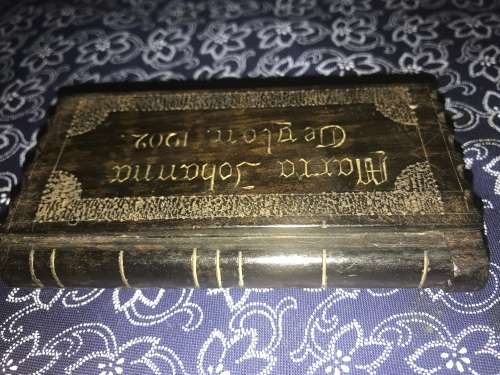 Maria Johanna
Ceylon. 1902.